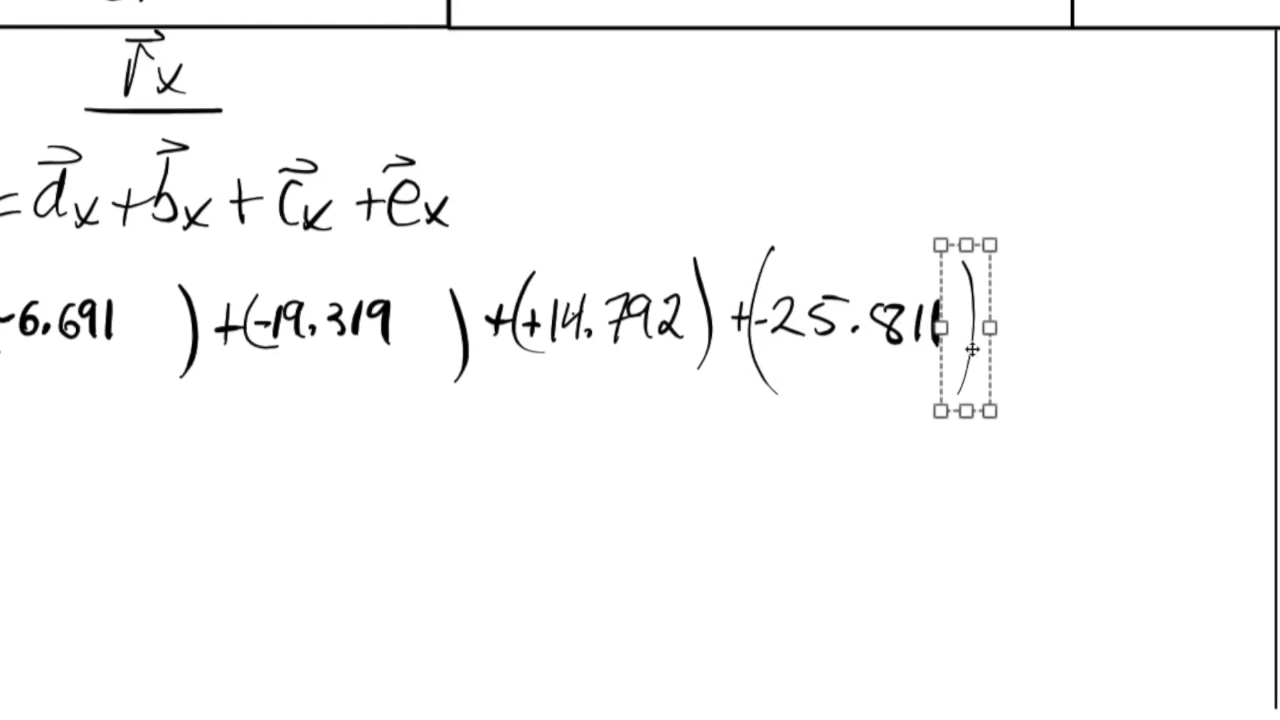 r⃗x
= d⃗x + b⃗x + c⃗x + e⃗x
-6.691 ) + (-19.319 ) + (+14.792) + (-25.811)